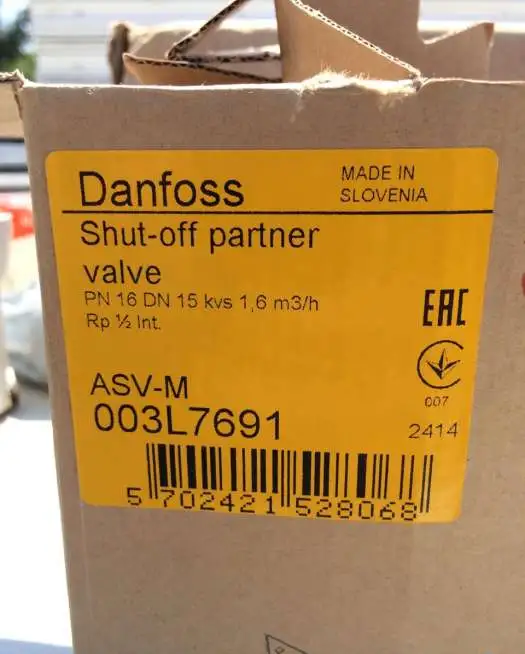 Danfoss
MADE IN
SLOVENIA
Shut-off partner
valve
PN 16 DN 15 kvs 1,6 m3/h
Rp ½ Int.
EAC
007
ASV-M
003L7691
2414
5 702421 528068